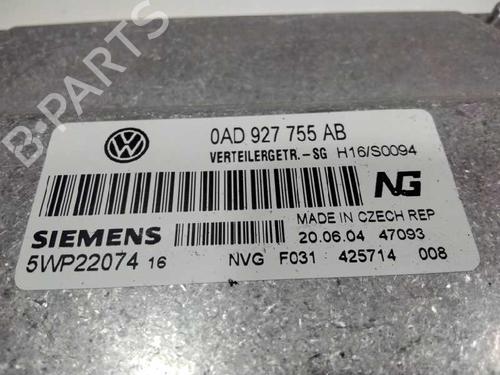 0AD 927 755 AB
VERTEILERGETR.-SG H16/S0094
NG
MADE IN CZECH REP
SIEMENS
20.06.04 47093
5WP22074 16
NVG F031 425714 008
B-PARTS